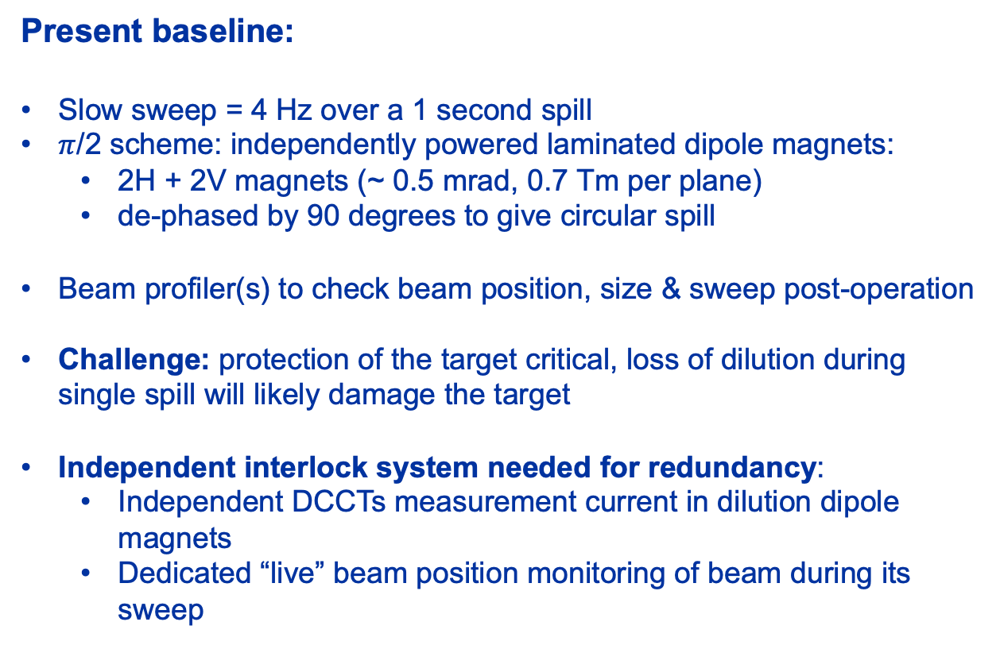 Present baseline:
• Slow sweep = 4 Hz over a 1 second spill
• 𝜋/2 scheme: independently powered laminated dipole magnets:
• 2H + 2V magnets (~ 0.5 mrad, 0.7 Tm per plane)
• de-phased by 90 degrees to give circular spill
• Beam profiler(s) to check beam position, size & sweep post-operation
• Challenge: protection of the target critical, loss of dilution during
single spill will likely damage the target
• Independent interlock system needed for redundancy:
• Independent DCCTs measurement current in dilution dipole
magnets
• Dedicated “live” beam position monitoring of beam during its
sweep